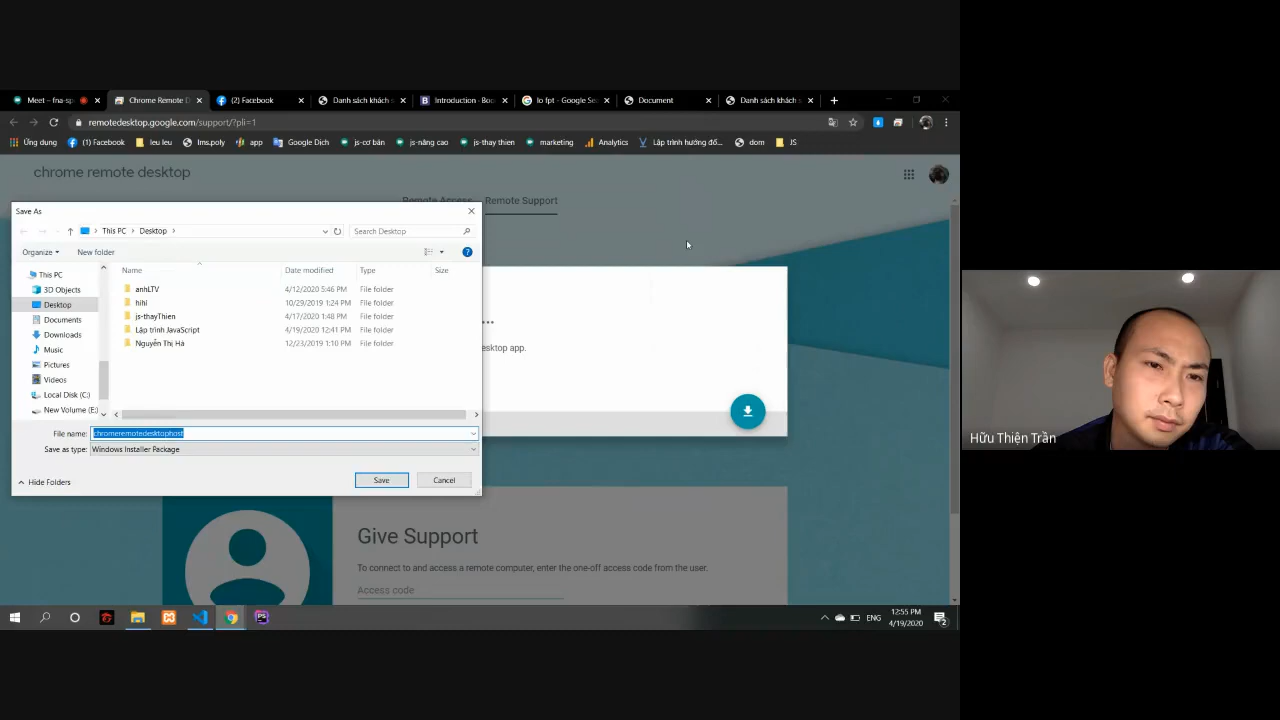 Meet – fna-sp
Chrome Remote D
(2) Facebook
Danh sách khách s
Introduction · Boo
lo fpt - Google Se
Document
Danh sách khách s
remotedesktop.google.com/support/?pli=1
Ứng dụng
(1) Facebook
leu leu
lms.poly
app
Google Dịch
js-cơ bản
js-nâng cao
js-thay thien
marketing
Analytics
Lập trình hướng đố...
dom
JS
chrome remote desktop
Remote Access
Remote Support
Save As
This PC
Desktop
Search Desktop
Organize
New folder
?
This PC
3D Objects
Desktop
Documents
Downloads
Music
Pictures
Videos
Local Disk (C:)
New Volume (E:)
Name
Date modified
Type
Size
anhLTV 4/12/2020 5:46 PM File folder
hihi 10/29/2019 1:24 PM File folder
js-thayThien 4/17/2020 1:48 PM File folder
Lập trình JavaScript 4/19/2020 12:41 PM File folder
Nguyễn Thị Hà 12/23/2019 1:10 PM File folder
...
esktop app.
File name: chromeremotedesktophost
Save as type: Windows Installer Package
Hide Folders
Save
Cancel
Give Support
To connect to and access a remote computer, enter the one-off access code from the user.
Access code
PS
ENG
12:55 PM
4/19/2020
2
Hữu Thiện Trần